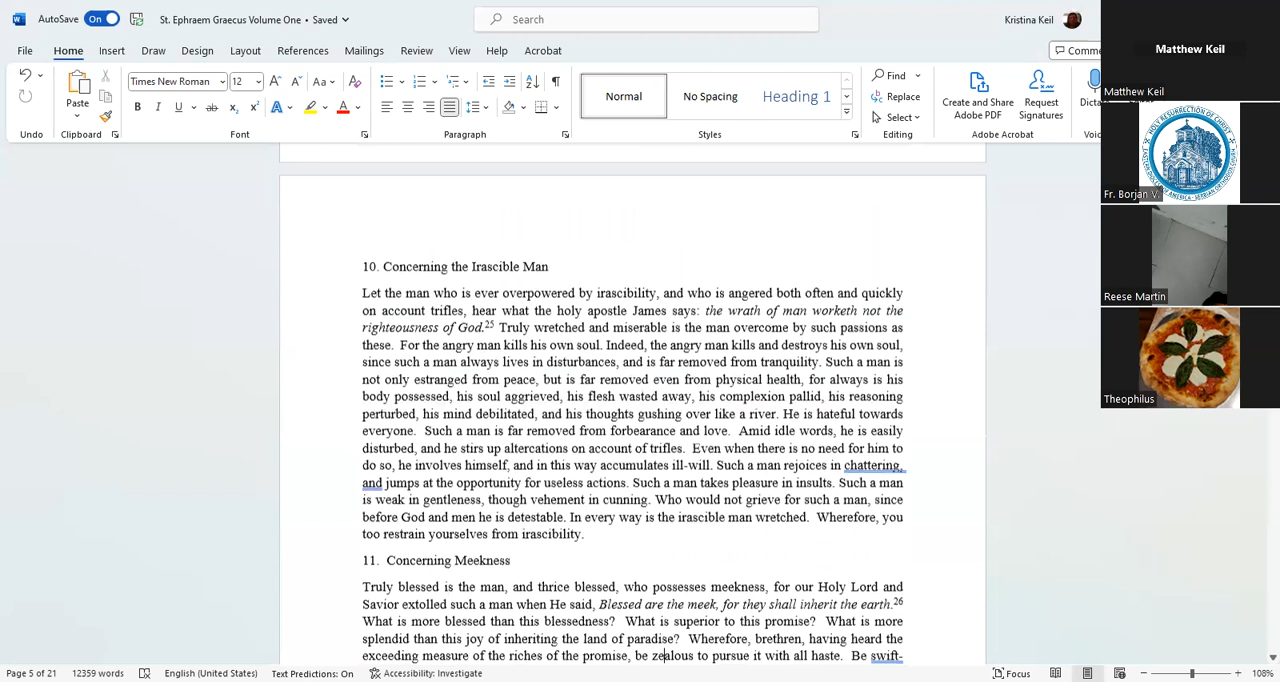 AutoSave On St. Ephraem Graecus Volume One • Saved Search Kristina Keil
File Home Insert Draw Design Layout References Mailings Review View Help Acrobat Comme
Times New Roman 12 Aa Normal No Spacing Heading 1 Find
Paste B I U ab x₂ x² A A Replace Create and Share Request Dicta
Select Adobe PDF Signatures
Undo Clipboard Font Paragraph Styles Editing Adobe Acrobat Voi
10. Concerning the Irascible Man
Let the man who is ever overpowered by irascibility, and who is angered both often and quickly
on account trifles, hear what the holy apostle James says: the wrath of man worketh not the
righteousness of God.25 Truly wretched and miserable is the man overcome by such passions as
these. For the angry man kills his own soul. Indeed, the angry man kills and destroys his own soul,
since such a man always lives in disturbances, and is far removed from tranquility. Such a man is
not only estranged from peace, but is far removed even from physical health, for always is his
body possessed, his soul aggrieved, his flesh wasted away, his complexion pallid, his reasoning
perturbed, his mind debilitated, and his thoughts gushing over like a river. He is hateful towards
everyone. Such a man is far removed from forbearance and love. Amid idle words, he is easily
disturbed, and he stirs up altercations on account of trifles. Even when there is no need for him to
do so, he involves himself, and in this way accumulates ill-will. Such a man rejoices in chattering,
and jumps at the opportunity for useless actions. Such a man takes pleasure in insults. Such a man
is weak in gentleness, though vehement in cunning. Who would not grieve for such a man, since
before God and men he is detestable. In every way is the irascible man wretched. Wherefore, you
too restrain yourselves from irascibility.
11. Concerning Meekness
Truly blessed is the man, and thrice blessed, who possesses meekness, for our Holy Lord and
Savior extolled such a man when He said, Blessed are the meek, for they shall inherit the earth.26
What is more blessed than this blessedness? What is superior to this promise? What is more
splendid than this joy of inheriting the land of paradise? Wherefore, brethren, having heard the
exceeding measure of the riches of the promise, be zealous to pursue it with all haste. Be swift-
Page 5 of 21 12359 words English (United States) Text Predictions: On Accessibility: Investigate Focus 108%
Matthew Keil
Matthew Keil
HOLY RESURRECTION OF CHRIST
EASTERN DIOCESE OF AMERICA • SERBIAN ORTHODOX CHURCH
Fr. Borjan V.
Reese Martin
Theophilus